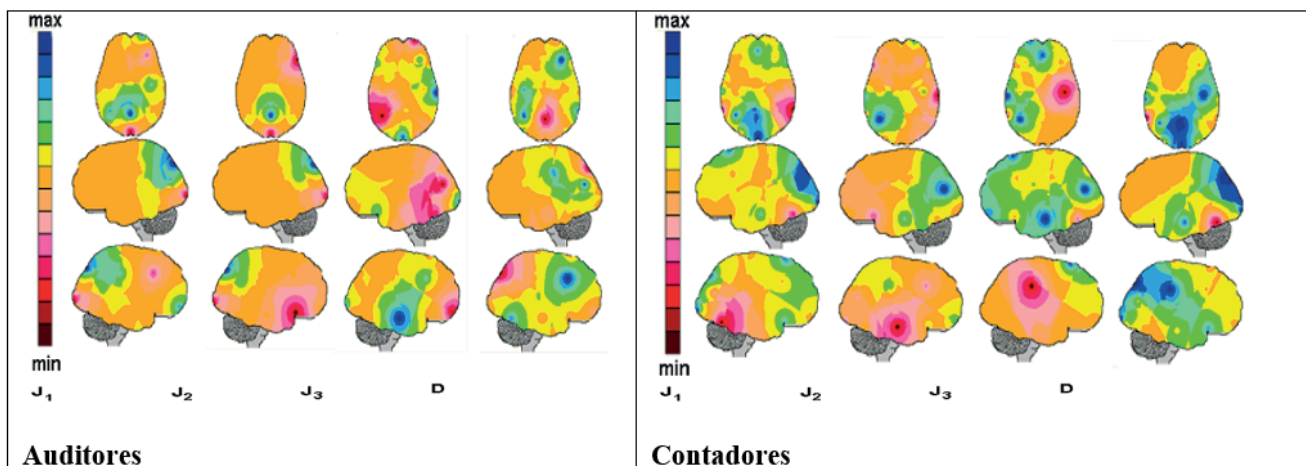 max
min
J₁ J₂ J₃ D
Auditores
max
min
J₁ J₂ J₃ D
Contadores